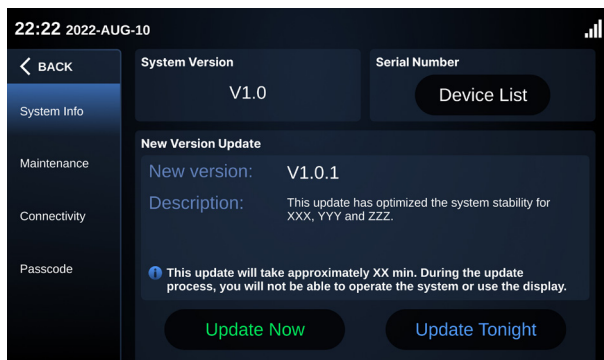 22:22 2022-AUG-10
BACK
System Info
Maintenance
Connectivity
Passcode
System Version
V1.0
Serial Number
Device List
New Version Update
New version: V1.0.1
Description: This update has optimized the system stability for
XXX, YYY and ZZZ.
This update will take approximately XX min. During the update
process, you will not be able to operate the system or use the display.
Update Now
Update Tonight